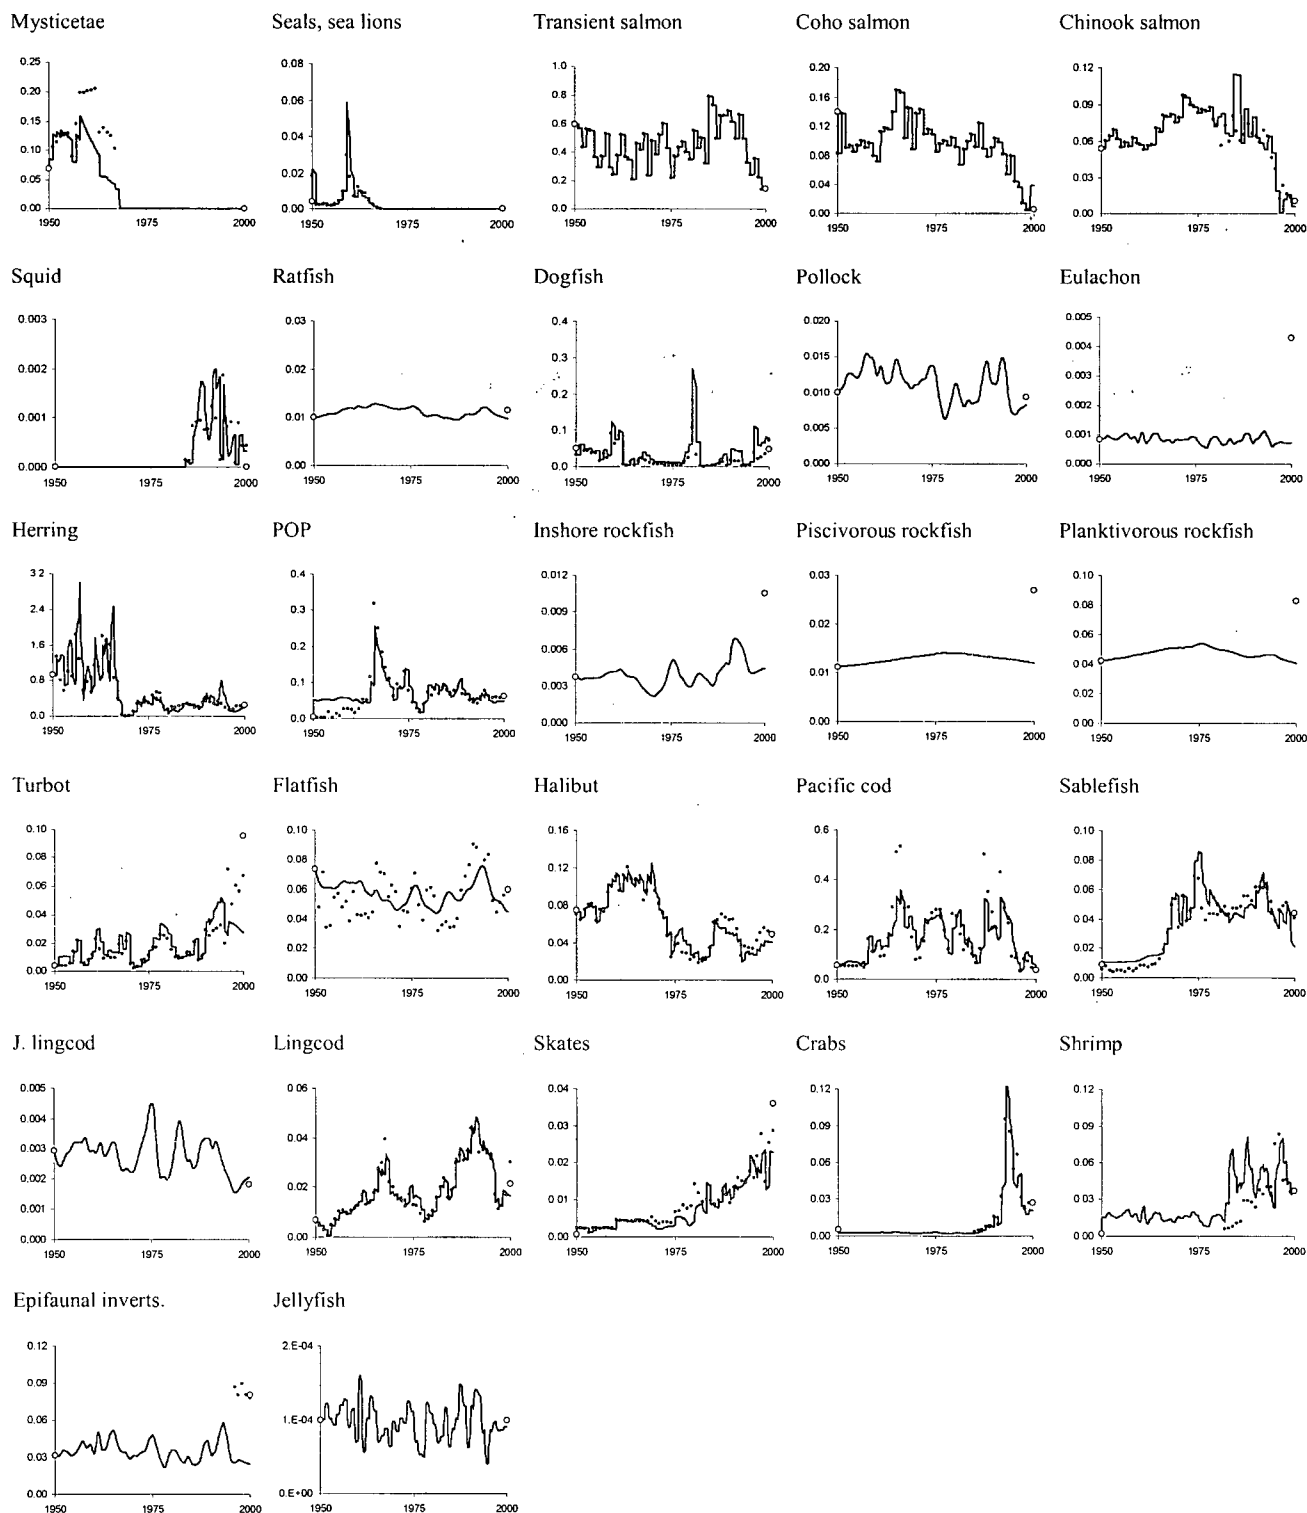 Mysticetae
0.25
0.20
0.15
0.10
0.05
0.00
1950 1975 2000
Seals, sea lions
0.08
0.06
0.04
0.02
0.00
1950 1975 2000
Transient salmon
1.0
0.8
0.6
0.4
0.2
0.0
1950 1975 2000
Coho salmon
0.20
0.16
0.12
0.08
0.04
0.00
1950 1975 2000
Chinook salmon
0.12
0.09
0.06
0.03
0.00
1950 1975 2000
Squid
0.003
0.002
0.001
0.000
1950 1975 2000
Ratfish
0.03
0.02
0.01
0.00
1950 1975 2000
Dogfish
0.4
0.3
0.2
0.1
0.0
1950 1975 2000
Pollock
0.020
0.015
0.010
0.005
0.000
1950 1975 2000
Eulachon
0.005
0.004
0.003
0.002
0.001
0.000
1950 1975 2000
Herring
3.2
2.4
1.6
0.8
0.0
1950 1975 2000
POP
0.4
0.3
0.2
0.1
0.0
1950 1975 2000
Inshore rockfish
0.012
0.009
0.006
0.003
0.000
1950 1975 2000
Piscivorous rockfish
0.03
0.02
0.01
0.00
1950 1975 2000
Planktivorous rockfish
0.10
0.08
0.06
0.04
0.02
0.00
1950 1975 2000
Turbot
0.10
0.08
0.06
0.04
0.02
0.00
1950 1975 2000
Flatfish
0.10
0.08
0.06
0.04
0.02
0.00
1950 1975 2000
Halibut
0.16
0.12
0.08
0.04
0.00
1950 1975 2000
Pacific cod
0.6
0.4
0.2
0.0
1950 1975 2000
Sablefish
0.10
0.08
0.06
0.04
0.02
0.00
1950 1975 2000
J. lingcod
0.005
0.004
0.003
0.002
0.001
0.000
1950 1975 2000
Lingcod
0.06
0.04
0.02
0.00
1950 1975 2000
Skates
0.04
0.03
0.02
0.01
0.00
1950 1975 2000
Crabs
0.12
0.09
0.06
0.03
0.00
1950 1975 2000
Shrimp
0.12
0.09
0.06
0.03
0.00
1950 1975 2000
Epifaunal inverts.
0.12
0.09
0.06
0.03
0.00
1950 1975 2000
Jellyfish
2.E-04
1.E-04
0.E+00
1950 1975 2000